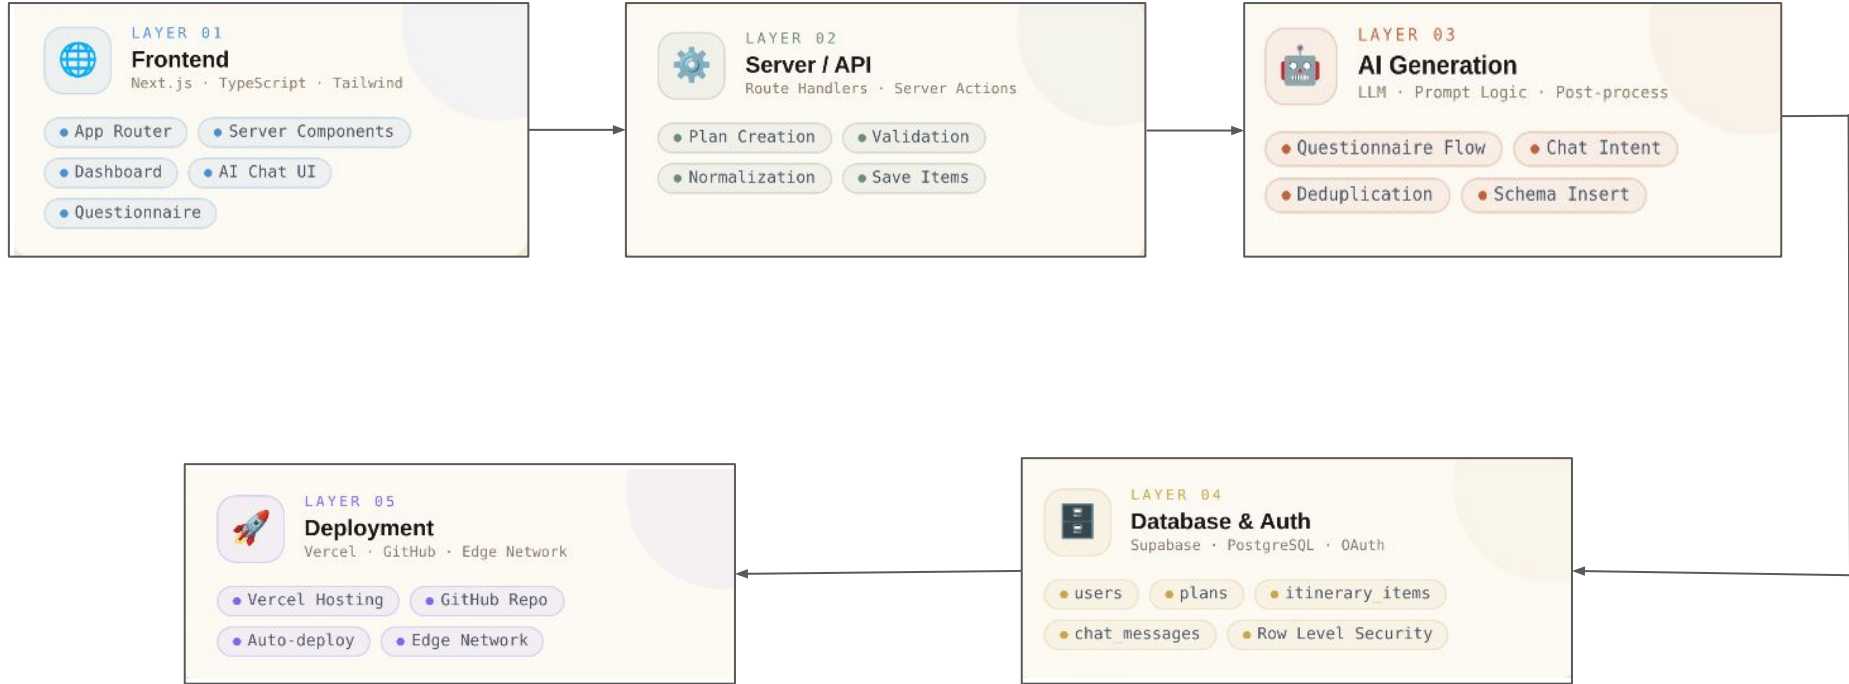 LAYER 01
Frontend
Next.js · TypeScript · Tailwind
App Router
Server Components
Dashboard
AI Chat UI
Questionnaire
LAYER 02
Server / API
Route Handlers · Server Actions
Plan Creation
Validation
Normalization
Save Items
LAYER 03
AI Generation
LLM · Prompt Logic · Post-process
Questionnaire Flow
Chat Intent
Deduplication
Schema Insert
LAYER 04
Database & Auth
Supabase · PostgreSQL · OAuth
users
plans
itinerary_items
chat_messages
Row Level Security
LAYER 05
Deployment
Vercel · GitHub · Edge Network
Vercel Hosting
GitHub Repo
Auto-deploy
Edge Network